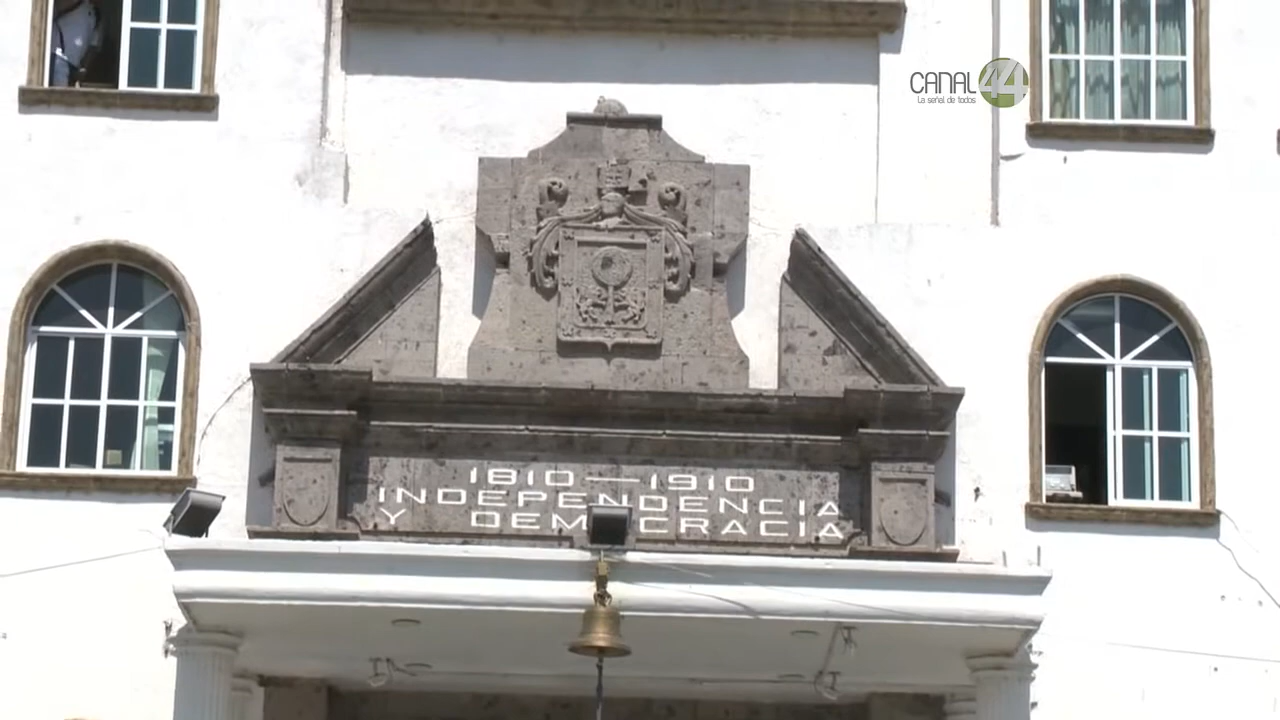 CANAL 44
La señal de todos
1810—1910
INDEPENDENCIA
Y DEMOCRACIA